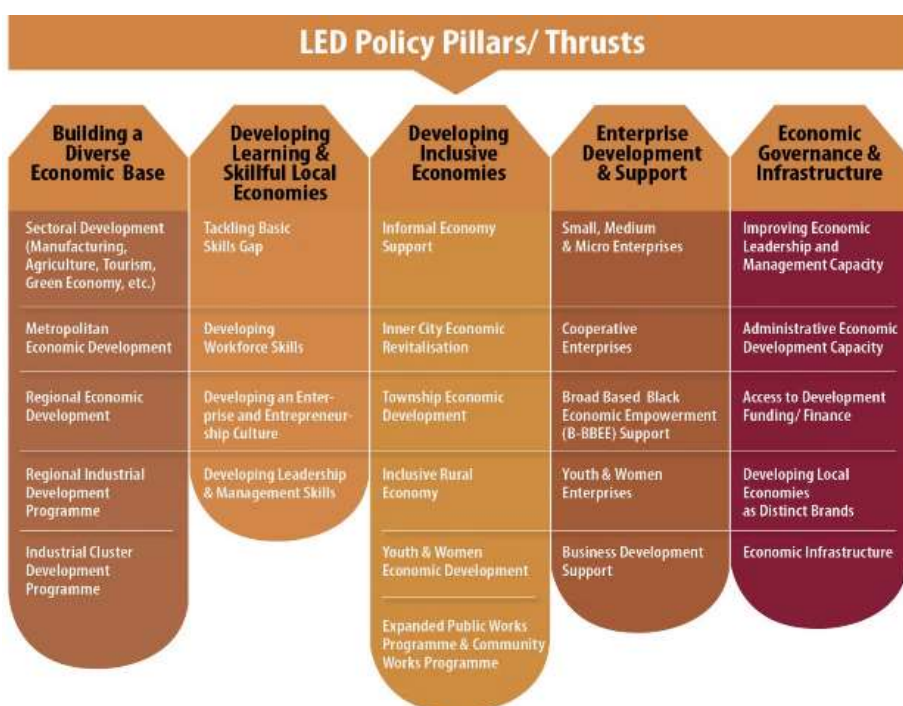 LED Policy Pillars/ Thrusts
Building a
Diverse
Economic Base
Sectoral Development
(Manufacturing,
Agriculture, Tourism,
Green Economy, etc.)
Metropolitan
Economic Development
Regional Economic
Development
Regional Industrial
Development
Programme
Industrial Cluster
Development
Programme
Developing
Learning &
Skillful Local
Economies
Tackling Basic
Skills Gap
Developing
Workforce Skills
Developing an Enter-
prise and Entrepreneur-
ship Culture
Developing Leadership
& Management Skills
Developing
Inclusive
Economies
Informal Economy
Support
Inner City Economic
Revitalisation
Township Economic
Development
Inclusive Rural
Economy
Youth & Women
Economic Development
Expanded Public Works
Programme & Community
Works Programme
Enterprise
Development
& Support
Small, Medium
& Micro Enterprises
Cooperative
Enterprises
Broad Based Black
Economic Empowerment
(B-BBEE) Support
Youth & Women
Enterprises
Business Development
Support
Economic
Governance &
Infrastructure
Improving Economic
Leadership and
Management Capacity
Administrative Economic
Development Capacity
Access to Development
Funding/ Finance
Developing Local
Economies
as Distinct Brands
Economic Infrastructure